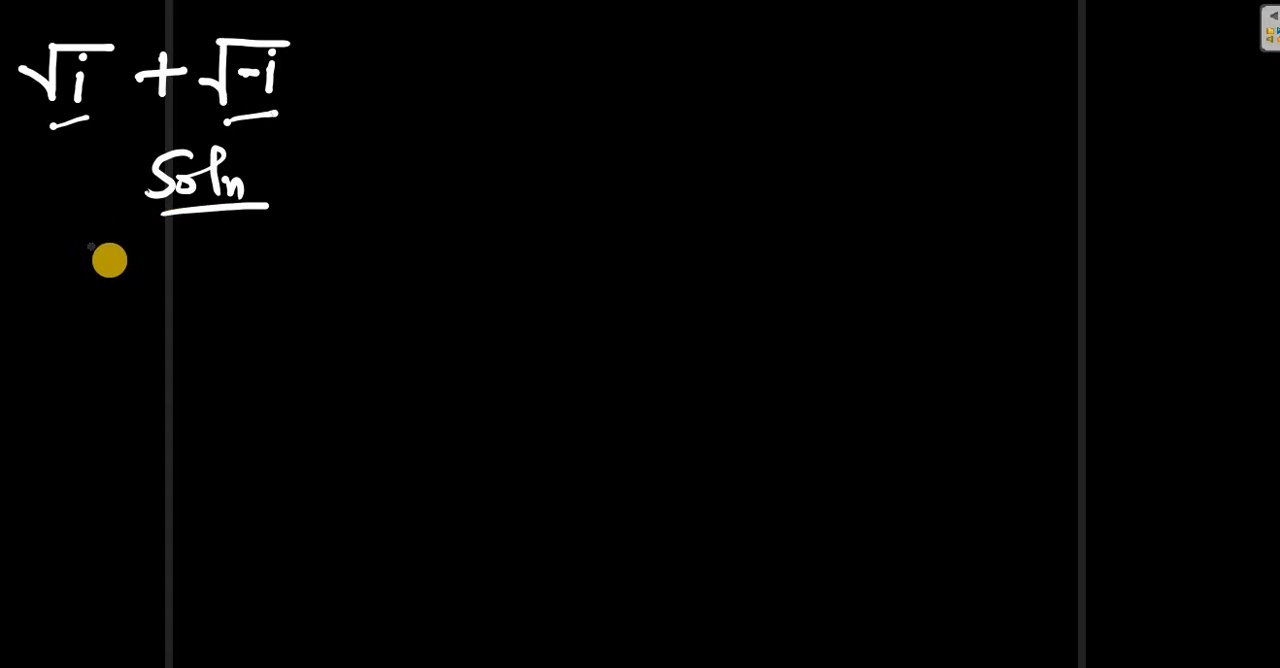 √i + √-i
Soln